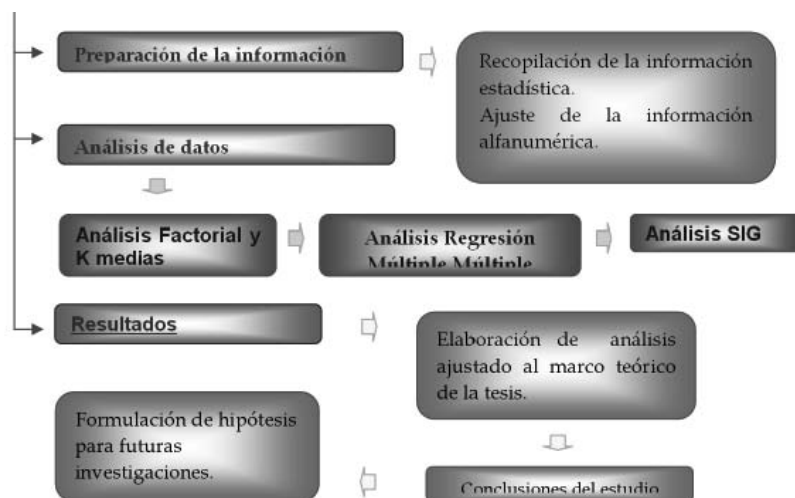 Preparación de la información
Recopilación de la información
estadística.
Ajuste de la información
alfanumérica.
Análisis de datos
Análisis Factorial y
K medias
Análisis Regresión
Múltiple Múltiple
Análisis SIG
Resultados
Elaboración de análisis
ajustado al marco teórico
de la tesis.
Formulación de hipótesis
para futuras
investigaciones.
Conclusiones del estudio